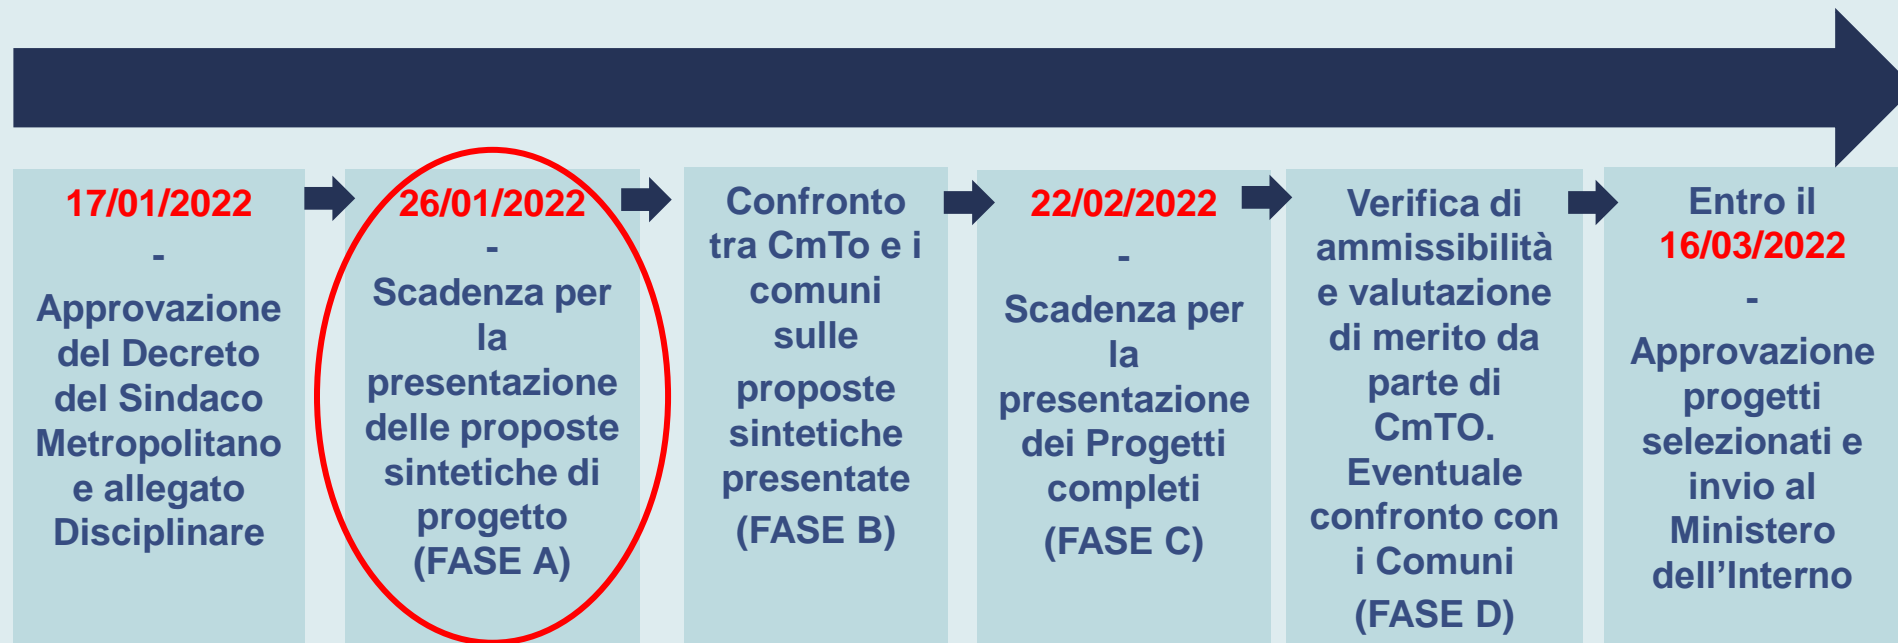 17/01/2022
-
Approvazione
del Decreto
del Sindaco
Metropolitano
e allegato
Disciplinare
26/01/2022
-
Scadenza per
la
presentazione
delle proposte
sintetiche di
progetto
(FASE A)
Confronto
tra CmTo e i
comuni
sulle
proposte
sintetiche
presentate
(FASE B)
22/02/2022
-
Scadenza per
la
presentazione
dei Progetti
completi
(FASE C)
Verifica di
ammissibilità
e valutazione
di merito da
parte di
CmTO.
Eventuale
confronto con
i Comuni
(FASE D)
Entro il
16/03/2022
-
Approvazione
progetti
selezionati e
invio al
Ministero
dell’Interno